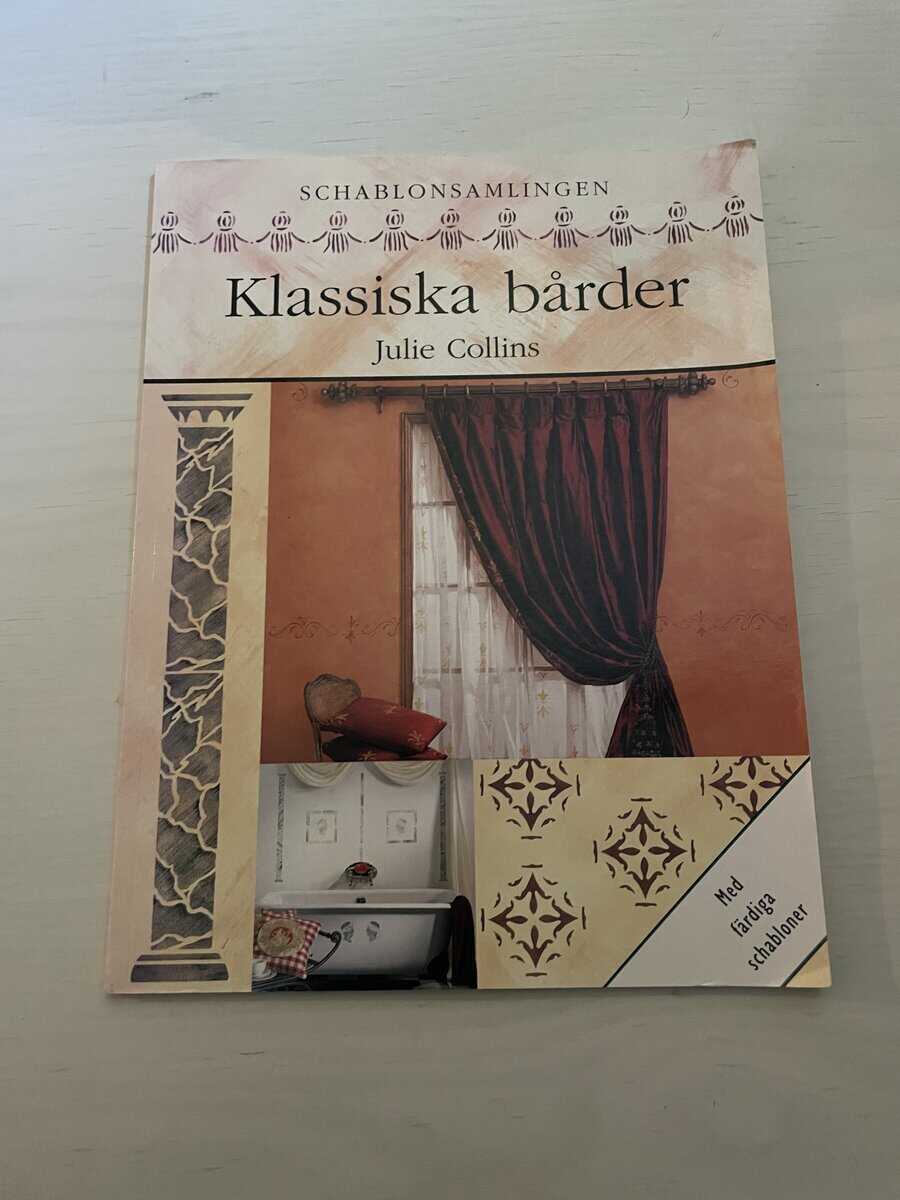 SCHABLONSAMLINGEN
Klassiska bårder
Julie Collins
Med
färdiga
schabloner